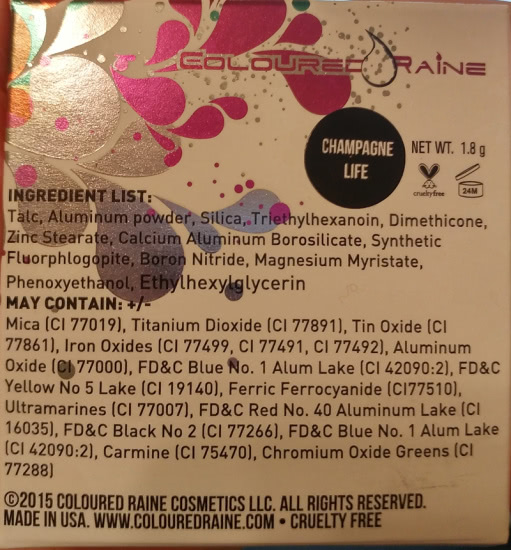 COLOURED RAINE
CHAMPAGNE
LIFE
NET WT. 1.8 g
crueltyfree
24M
INGREDIENT LIST:
Talc, Aluminum powder, Silica, Triethylhexanoin, Dimethicone,
Zinc Stearate, Calcium Aluminum Borosilicate, Synthetic
Fluorphlogopite, Boron Nitride, Magnesium Myristate,
Phenoxyethanol, Ethylhexylglycerin
MAY CONTAIN: +/-
Mica (CI 77019), Titanium Dioxide (CI 77891), Tin Oxide (CI
77861), Iron Oxides (CI 77499, CI 77491, CI 77492), Aluminum
Oxide (CI 77000), FD&C Blue No. 1 Alum Lake (CI 42090:2), FD&C
Yellow No 5 Lake (CI 19140), Ferric Ferrocyanide (CI77510),
Ultramarines (CI 77007), FD&C Red No. 40 Aluminum Lake (CI
16035), FD&C Black No 2 (CI 77266), FD&C Blue No. 1 Alum Lake
(CI 42090:2), Carmine (CI 75470), Chromium Oxide Greens (CI
77288)
©2015 COLOURED RAINE COSMETICS LLC. ALL RIGHTS RESERVED.
MADE IN USA. WWW.COLOUREDRAINE.COM • CRUELTY FREE